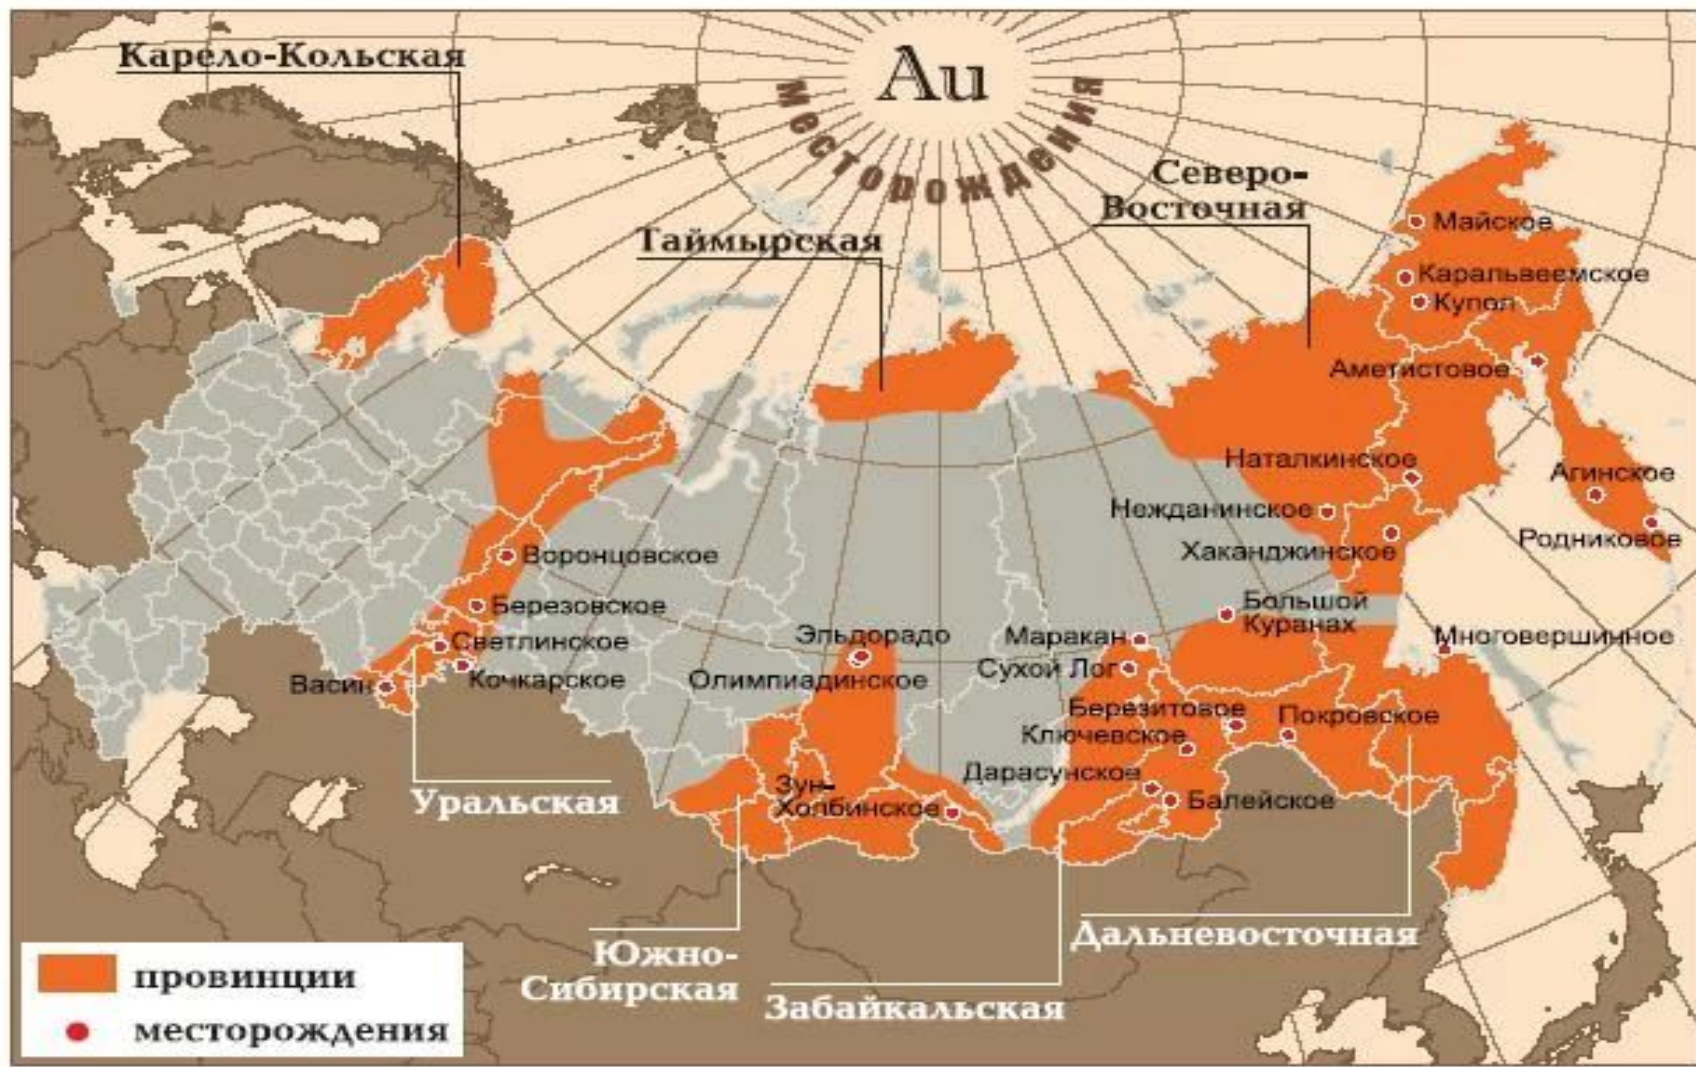 Карело-Кольская
Au
Месторождения
Северо-
Восточная
Таймырская
Майское
Каральвеемское
Купол
Аметистовое
Наталкинское
Агинское
Нежданинское
Родниковое
Хаканджинское
Воронцовское
Березовское
Большой
Куранах
Светлинское
Эльдорадо
Маракан
Многовершинное
Сухой Лог
Васин
Кочкарское
Олимпиадинское
Березитовое
Покровское
Ключевское
Дарасунское
Зун-
Холбинское
Балейское
Уральская
Дальневосточная
Южно-
Сибирская
Забайкальская
провинции
месторождения